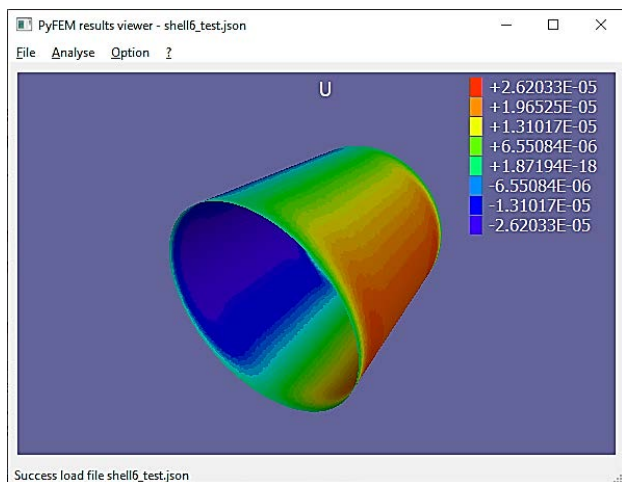 PyFEM results viewer - shell6_test.json
File Analyse Option ?
U
+2.62033E-05
+1.96525E-05
+1.31017E-05
+6.55084E-06
+1.87194E-18
-6.55084E-06
-1.31017E-05
-2.62033E-05
Success load file shell6_test.json